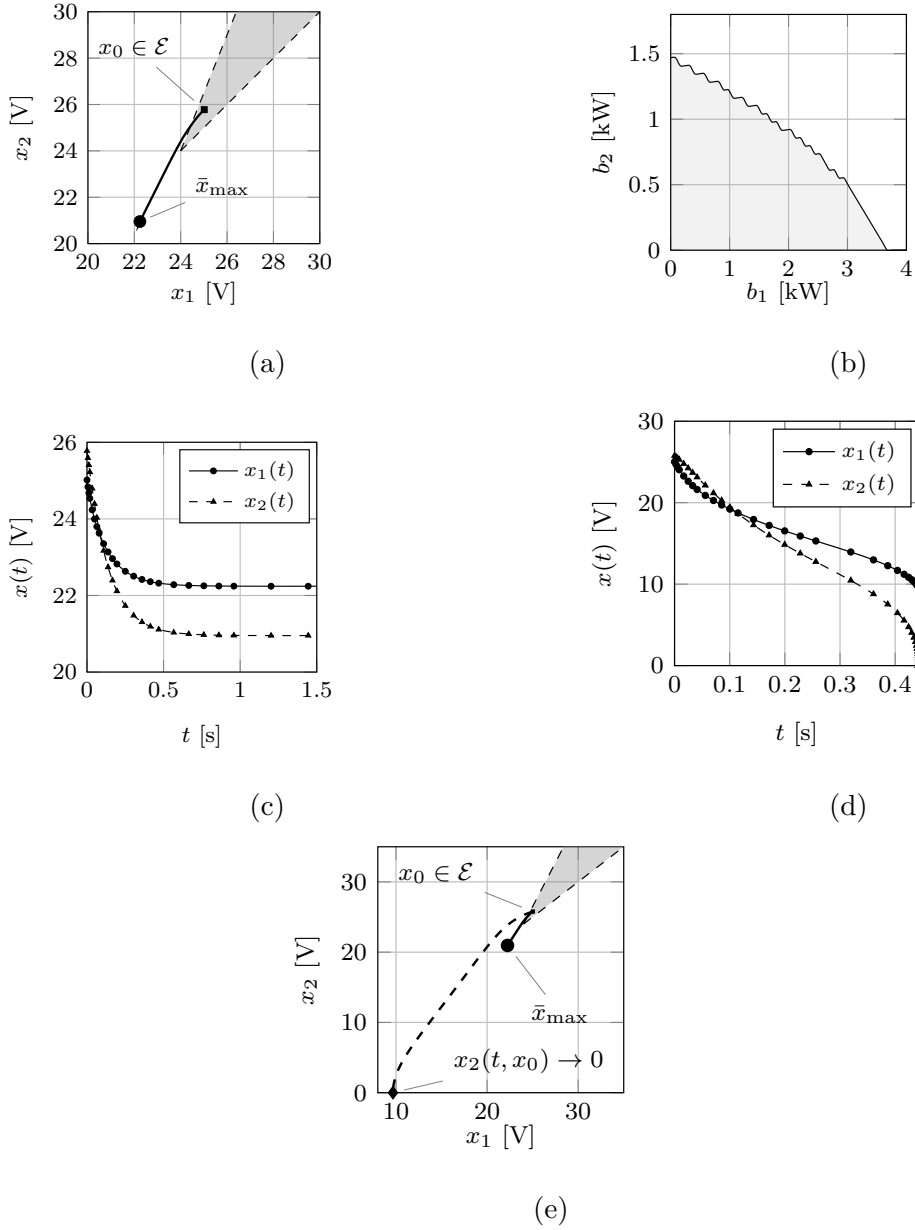 30
28
26
24
21
20
x₂ [V]
x₀ ∈ ℰ
x̄max
20
22
24
26
28
30
x₁ [V]
(a)
1.5
1
0.5
0
b₂ [kW]
0
1
2
3
4
b₁ [kW]
(b)
26
24
22
20
x(t) [V]
x₁(t)
x₂(t)
0
0.5
1
1.5
t [s]
(c)
30
20
10
0
x(t) [V]
x₁(t)
x₂(t)
0
0.1
0.2
0.3
0.4
t [s]
(d)
30
20
10
0
x₂ [V]
x₀ ∈ ℰ
x̄max
x₂(t, x₀) → 0
10
20
30
x₁ [V]
(e)